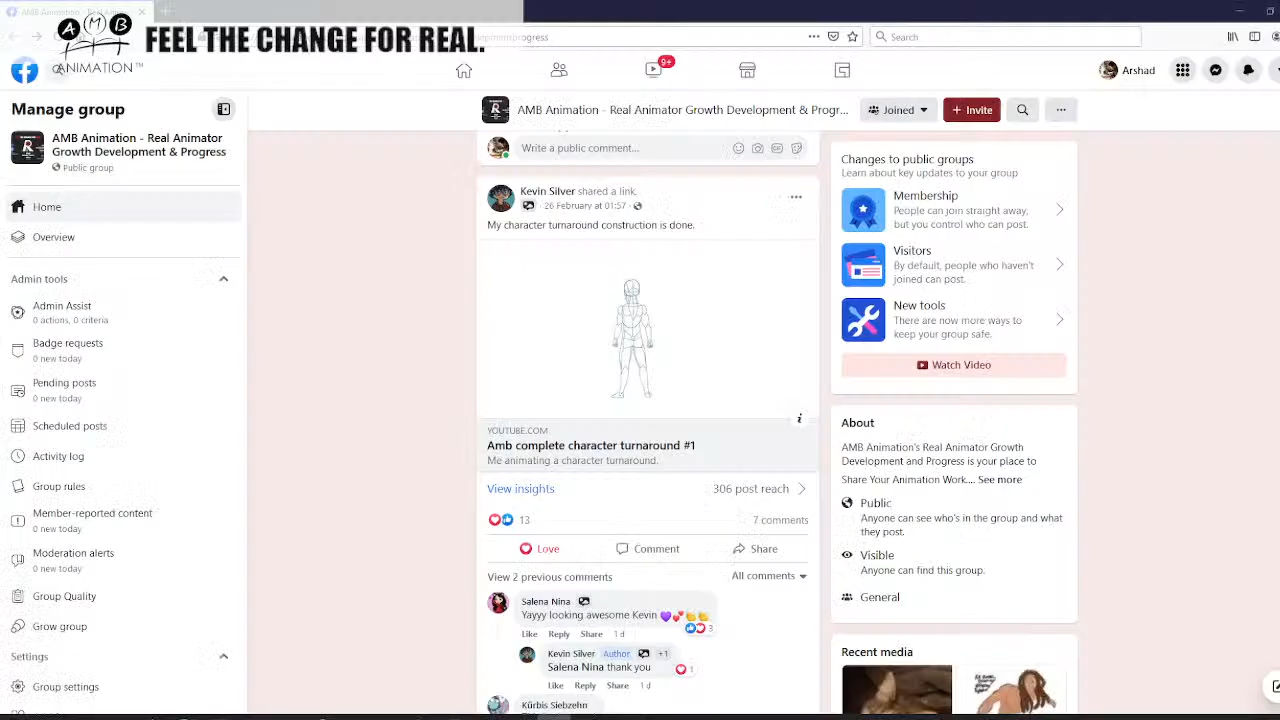 AMB
ANIMATION™
FEEL THE CHANGE FOR REAL.
progress
Search
9+
Arshad
Manage group
AMB Animation - Real Animator
Growth Development & Progress
Public group
Home
Overview
Admin tools
Admin Assist
0 actions, 0 criteria
Badge requests
0 new today
Pending posts
0 new today
Scheduled posts
Activity log
Group rules
Member-reported content
0 new today
Moderation alerts
0 new today
Group Quality
Grow group
Settings
Group settings
AMB Animation - Real Animator Growth Development & Progr...
Joined
+ Invite
Write a public comment...
Kevin Silver shared a link.
· 26 February at 01:57 ·
My character turnaround construction is done.
YOUTUBE.COM
Amb complete character turnaround #1
Me animating a character turnaround.
View insights
306 post reach
13
7 comments
Love
Comment
Share
View 2 previous comments
All comments
Salena Nina
Yayyy looking awesome Kevin 💜💕👏👏
3
Like Reply Share 1 d
Kevin Silver Author +1
Salena Nina thank you
1
Like Reply Share 1 d
Kürbis Siebzehn
Changes to public groups
Learn about key updates to your group
Membership
People can join straight away,
but you control who can post.
Visitors
By default, people who haven't
joined can post.
New tools
There are now more ways to
keep your group safe.
Watch Video
About
AMB Animation's Real Animator Growth
Development and Progress is your place to
Share Your Animation Work.... See more
Public
Anyone can see who's in the group and what
they post.
Visible
Anyone can find this group.
General
Recent media